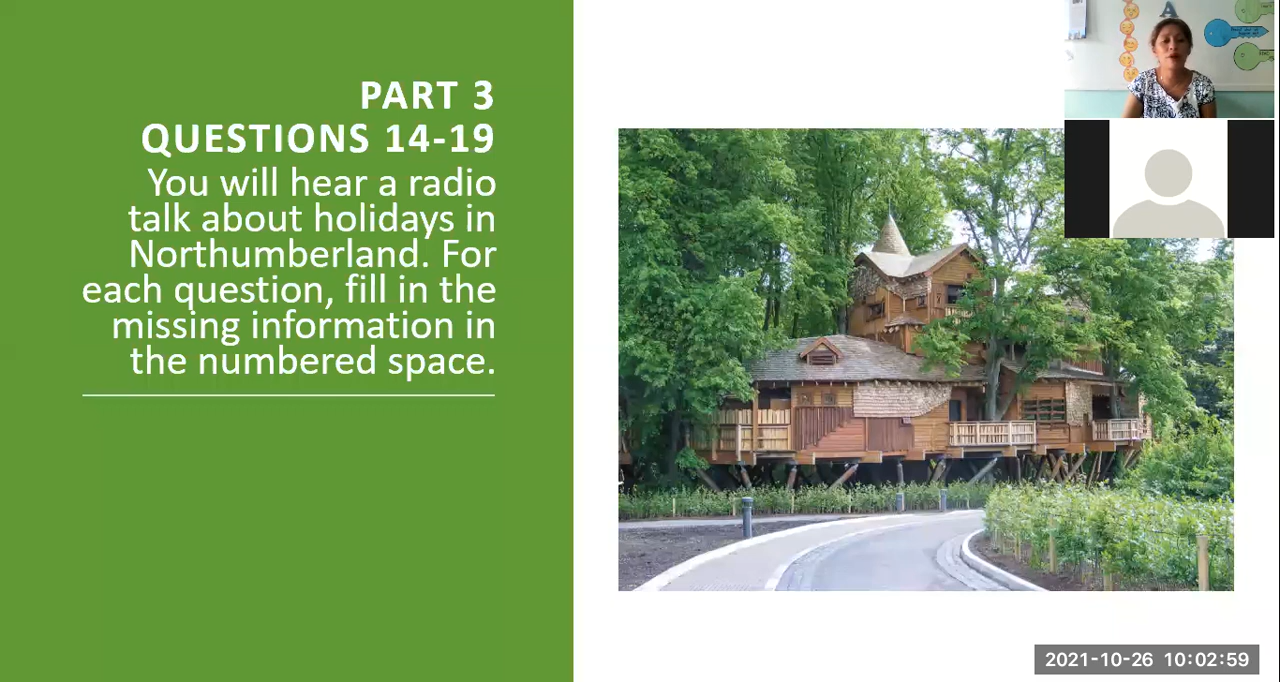 PART 3
QUESTIONS 14-19
You will hear a radio
talk about holidays in
Northumberland. For
each question, fill in the
missing information in
the numbered space.
2021-10-26 10:02:59